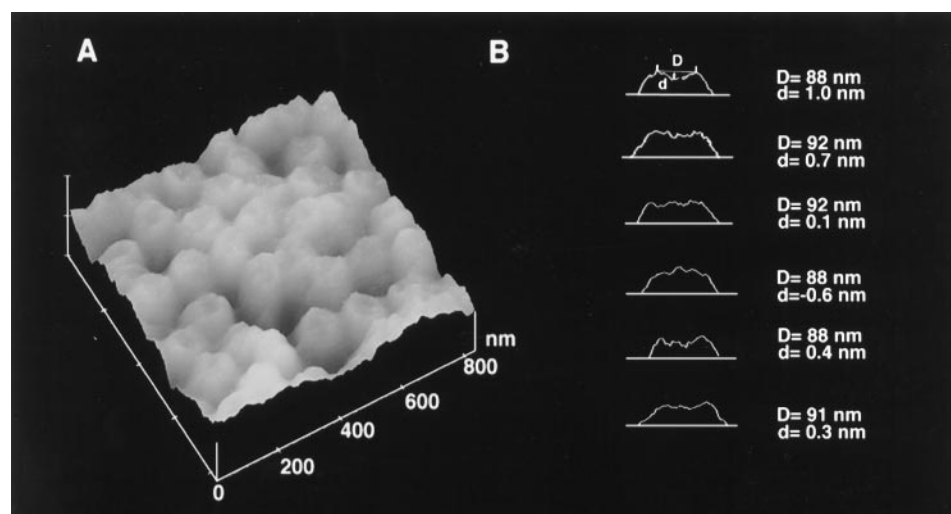 A
B
D
d
D= 88 nm
d= 1.0 nm
D= 92 nm
d= 0.7 nm
D= 92 nm
d= 0.1 nm
D= 88 nm
d=-0.6 nm
D= 88 nm
d= 0.4 nm
D= 91 nm
d= 0.3 nm
nm
800
600
400
200
0